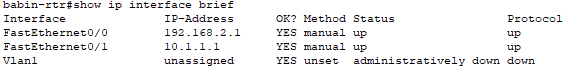 babin-rtr#show ip interface brief
Interface IP-Address OK? Method Status Protocol
FastEthernet0/0 192.168.2.1 YES manual up up
FastEthernet0/1 10.1.1.1 YES manual up up
Vlan1 unassigned YES unset administratively down down